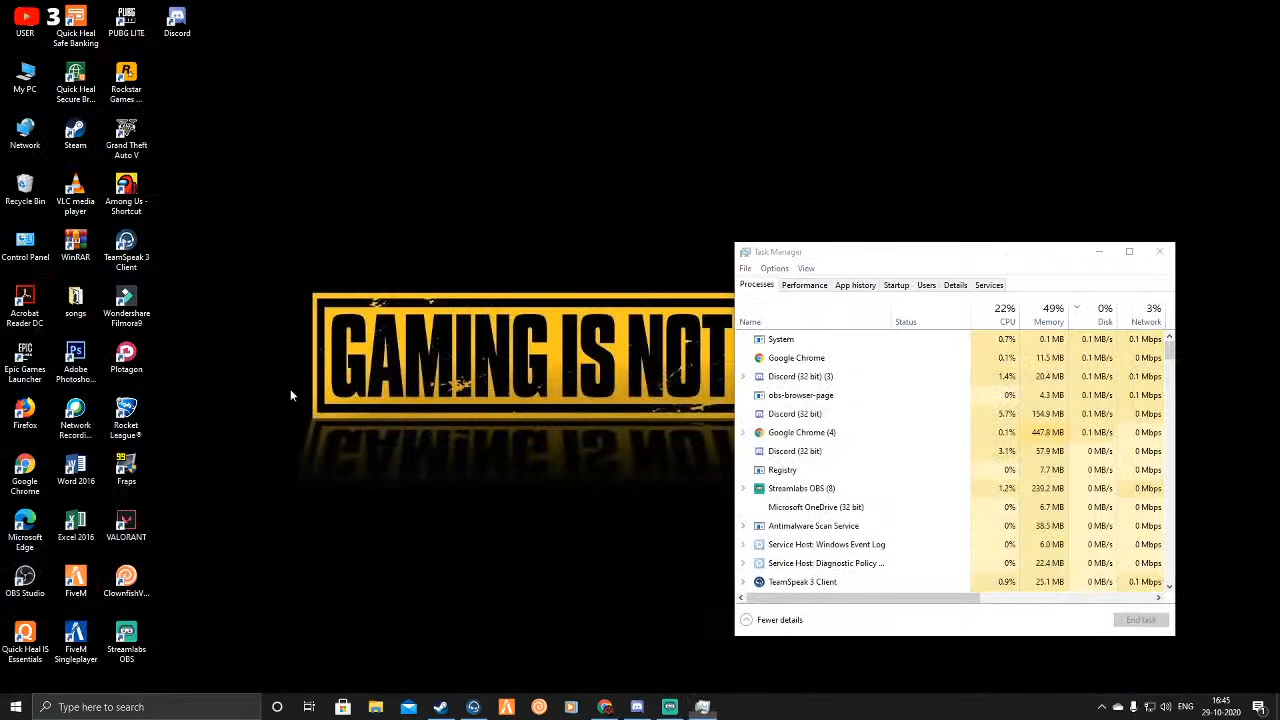 3
USER
Quick Heal
Safe Banking
PUBG LITE
Discord
My PC
Quick Heal
Secure Br...
Rockstar
Games ...
Network
Steam
Grand Theft
Auto V
Recycle Bin
VLC media
player
Among Us -
Shortcut
Control Panel
WinRAR
TeamSpeak 3
Client
Acrobat
Reader DC
songs
Wondershare
Filmora9
Epic Games
Launcher
Adobe
Photosho...
Plotagon
Firefox
Network
Recordi...
Rocket
League®
Google
Chrome
Word 2016
Fraps
Microsoft
Edge
Excel 2016
VALORANT
OBS Studio
FiveM
ClownfishV...
Quick Heal IS
Essentials
FiveM
Singleplayer
Streamlabs
OBS
GAMING IS NOT
Task Manager
File Options View
Processes Performance App history Startup Users Details Services
22% 49% 0% 3%
Name Status CPU Memory Disk Network
System 0.7% 0.1 MB 0.1 MB/s 0.1 Mbps
Google Chrome 0.1% 11.5 MB 0.1 MB/s 0.1 Mbps
Discord (32 bit) (3) 1.4% 20.4 MB 0.1 MB/s 0.1 Mbps
obs-browser-page 0% 4.3 MB 0.1 MB/s 0 Mbps
Discord (32 bit) 5.7% 154.9 MB 0.1 MB/s 0 Mbps
Google Chrome (4) 0.1% 447.8 MB 0.1 MB/s 0 Mbps
Discord (32 bit) 3.1% 57.9 MB 0 MB/s 0 Mbps
Registry 0% 7.7 MB 0 MB/s 0 Mbps
Streamlabs OBS (8) 1.2% 239.2 MB 0 MB/s 0 Mbps
Microsoft OneDrive (32 bit) 0% 6.7 MB 0 MB/s 0 Mbps
Antimalware Scan Service 0% 38.5 MB 0 MB/s 0 Mbps
Service Host: Windows Event Log 0% 6.0 MB 0 MB/s 0 Mbps
Service Host: Diagnostic Policy ... 0% 22.4 MB 0 MB/s 0 Mbps
TeamSpeak 3 Client 0.9% 25.1 MB 0 MB/s 0.1 Mbps
Fewer details
End task
Type here to search
ENG
16:45
29-10-2020